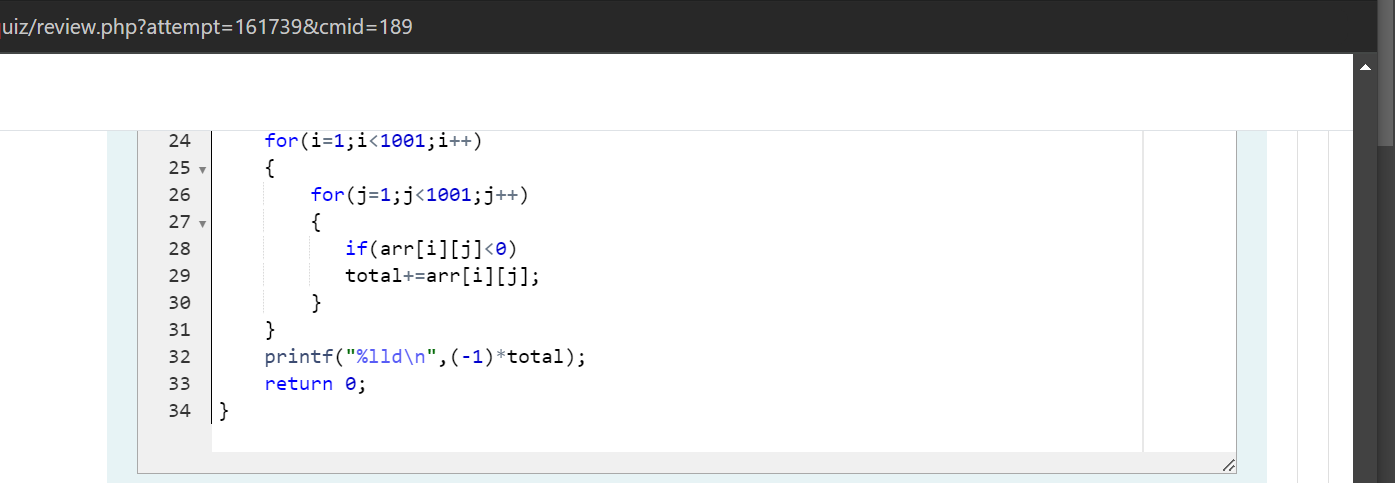 uiz/review.php?attempt=161739&cmid=189
24 for(i=1;i<1001;i++)
25 {
26 for(j=1;j<1001;j++)
27 {
28 if(arr[i][j]<0)
29 total+=arr[i][j];
30 }
31 }
32 printf("%lld\n",(-1)*total);
33 return 0;
34 }